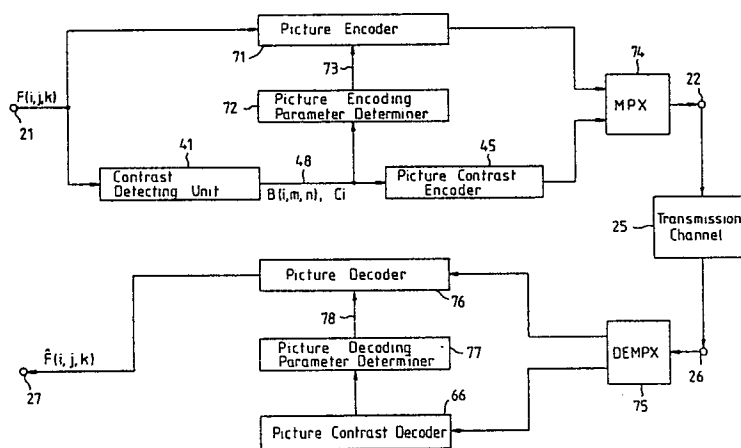 Picture Encoder
71
73
74
22
F(i,j,k)
21
72
Picture Encoding
Parameter Determiner
MPX
41
48
45
Contrast
Detecting Unit
B(i,m,n), Ci
Picture Contrast
Encoder
25
Transmission
Channel
Picture Decoder
76
78
F̂(i,j,k)
27
Picture Decoding
Parameter Determiner
77
DEMPX
26
75
66
Picture Contrast Decoder